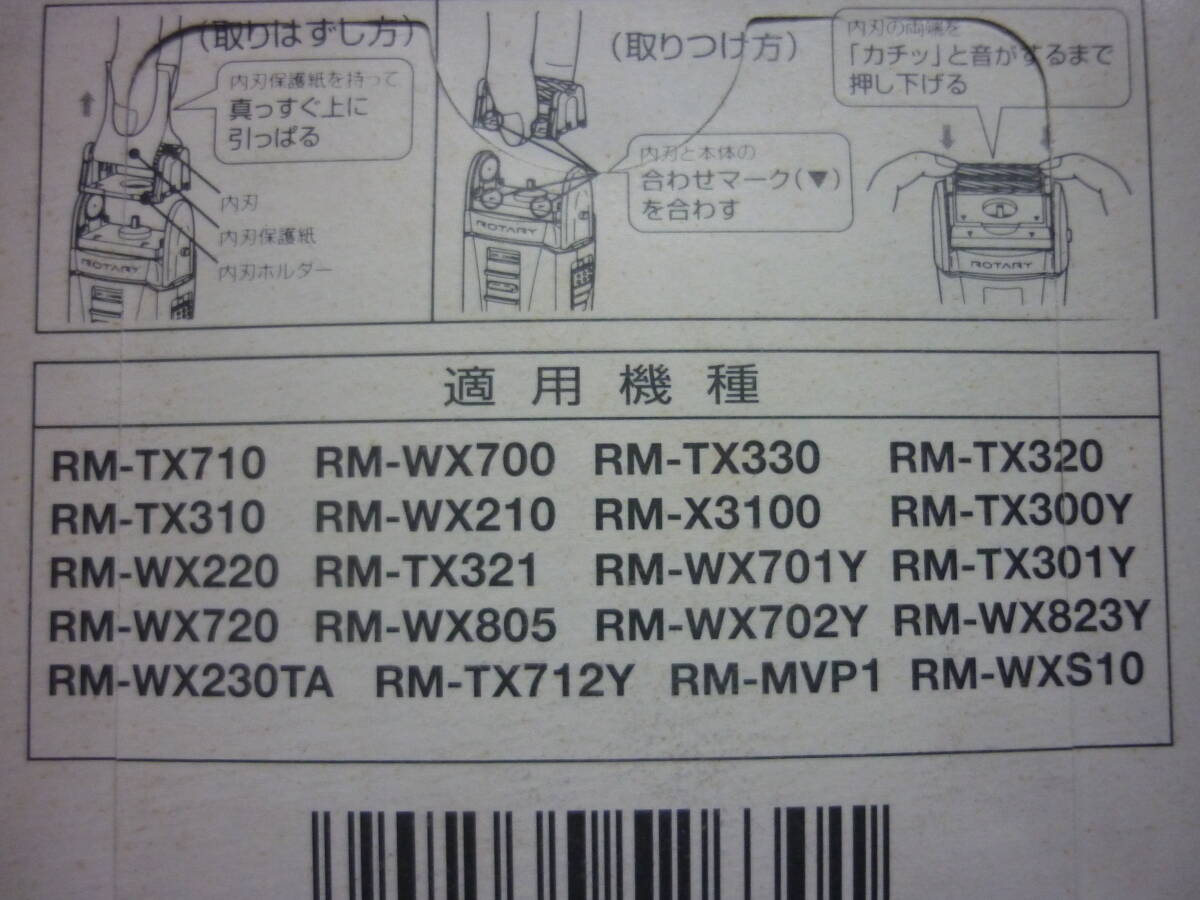 (取りはずし方)
内刃保護紙を持って
真っすぐ上に
引っぱる
内刃
内刃保護紙
内刃ホルダー
ROTARY
(取りつけ方)
内刃と本体の
合わせマーク(▼)
を合わす
ROTARY
内刃の両端を
「カチッ」と音がするまで
押し下げる
ROTARY
適用機種
RM-TX710 RM-WX700 RM-TX330 RM-TX320
RM-TX310 RM-WX210 RM-X3100 RM-TX300Y
RM-WX220 RM-TX321 RM-WX701Y RM-TX301Y
RM-WX720 RM-WX805 RM-WX702Y RM-WX823Y
RM-WX230TA RM-TX712Y RM-MVP1 RM-WXS10